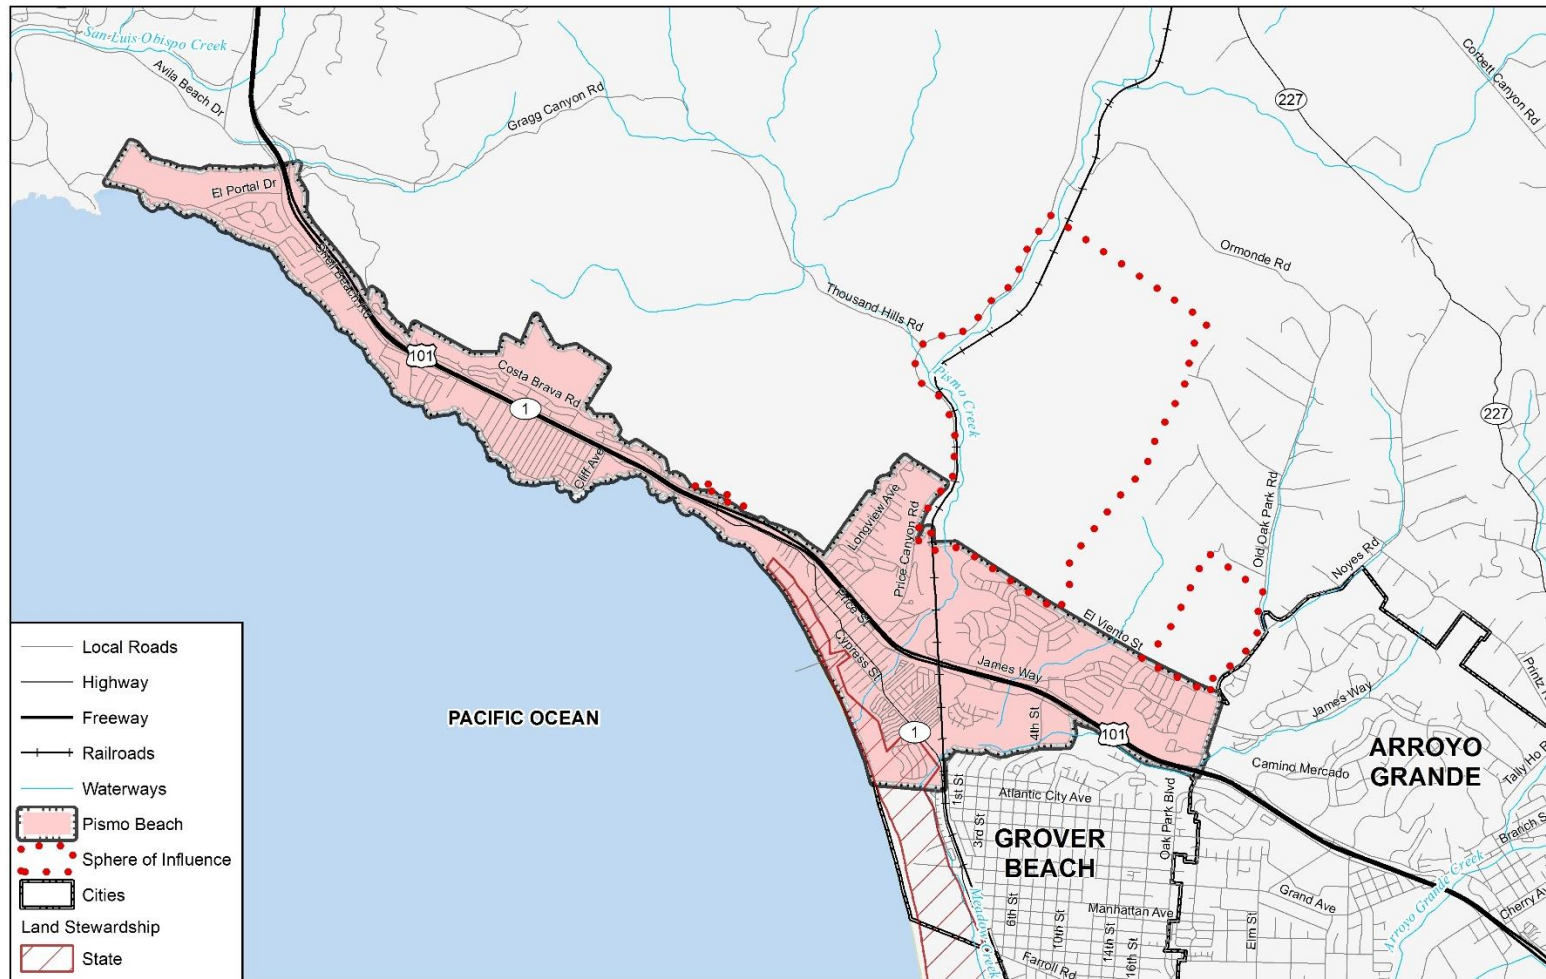 San Luis Obispo Creek
Avila Beach Dr
Gragg Canyon Rd
Corbett Canyon Rd
227
El Portal Dr
Shell Beach Rd
Ormonde Rd
Thousand Hills Rd
101
Costa Brava Rd
1
Pismo Creek
227
Cliff Ave
Longview Ave
Price Canyon Rd
Old Oak Park Rd
Noyes Rd
Price St
Cypress St
El Viento St
James Way
James Way
4th St
101
1
PACIFIC OCEAN
ARROYO
GRANDE
Camino Mercado
1st St
Atlantic City Ave
3rd St
Oak Park Blvd
GROVER
BEACH
Branch S
Grand Ave
Arroyo Grande Creek
Cherry Av
Manhattan Ave
6th St
10th St
14th St
16th St
Elm St
Meadow Creek
Farroll Rd
Tally Ho R
Local Roads
Highway
Freeway
Railroads
Waterways
Pismo Beach
Sphere of Influence
Cities
Land Stewardship
State